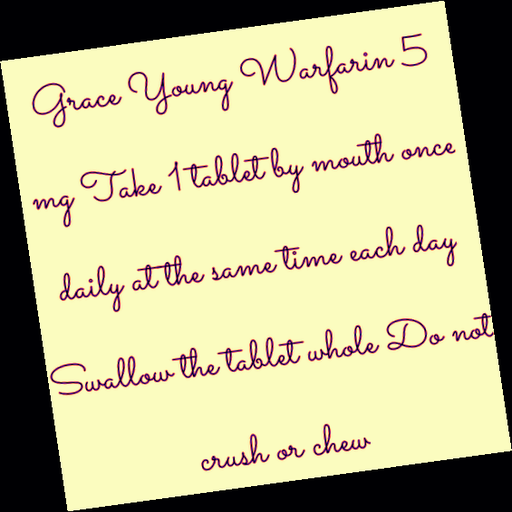 Grace Young Warfarin 5
mg Take 1 tablet by mouth once
daily at the same time each day
Swallow the tablet whole Do not
crush or chew